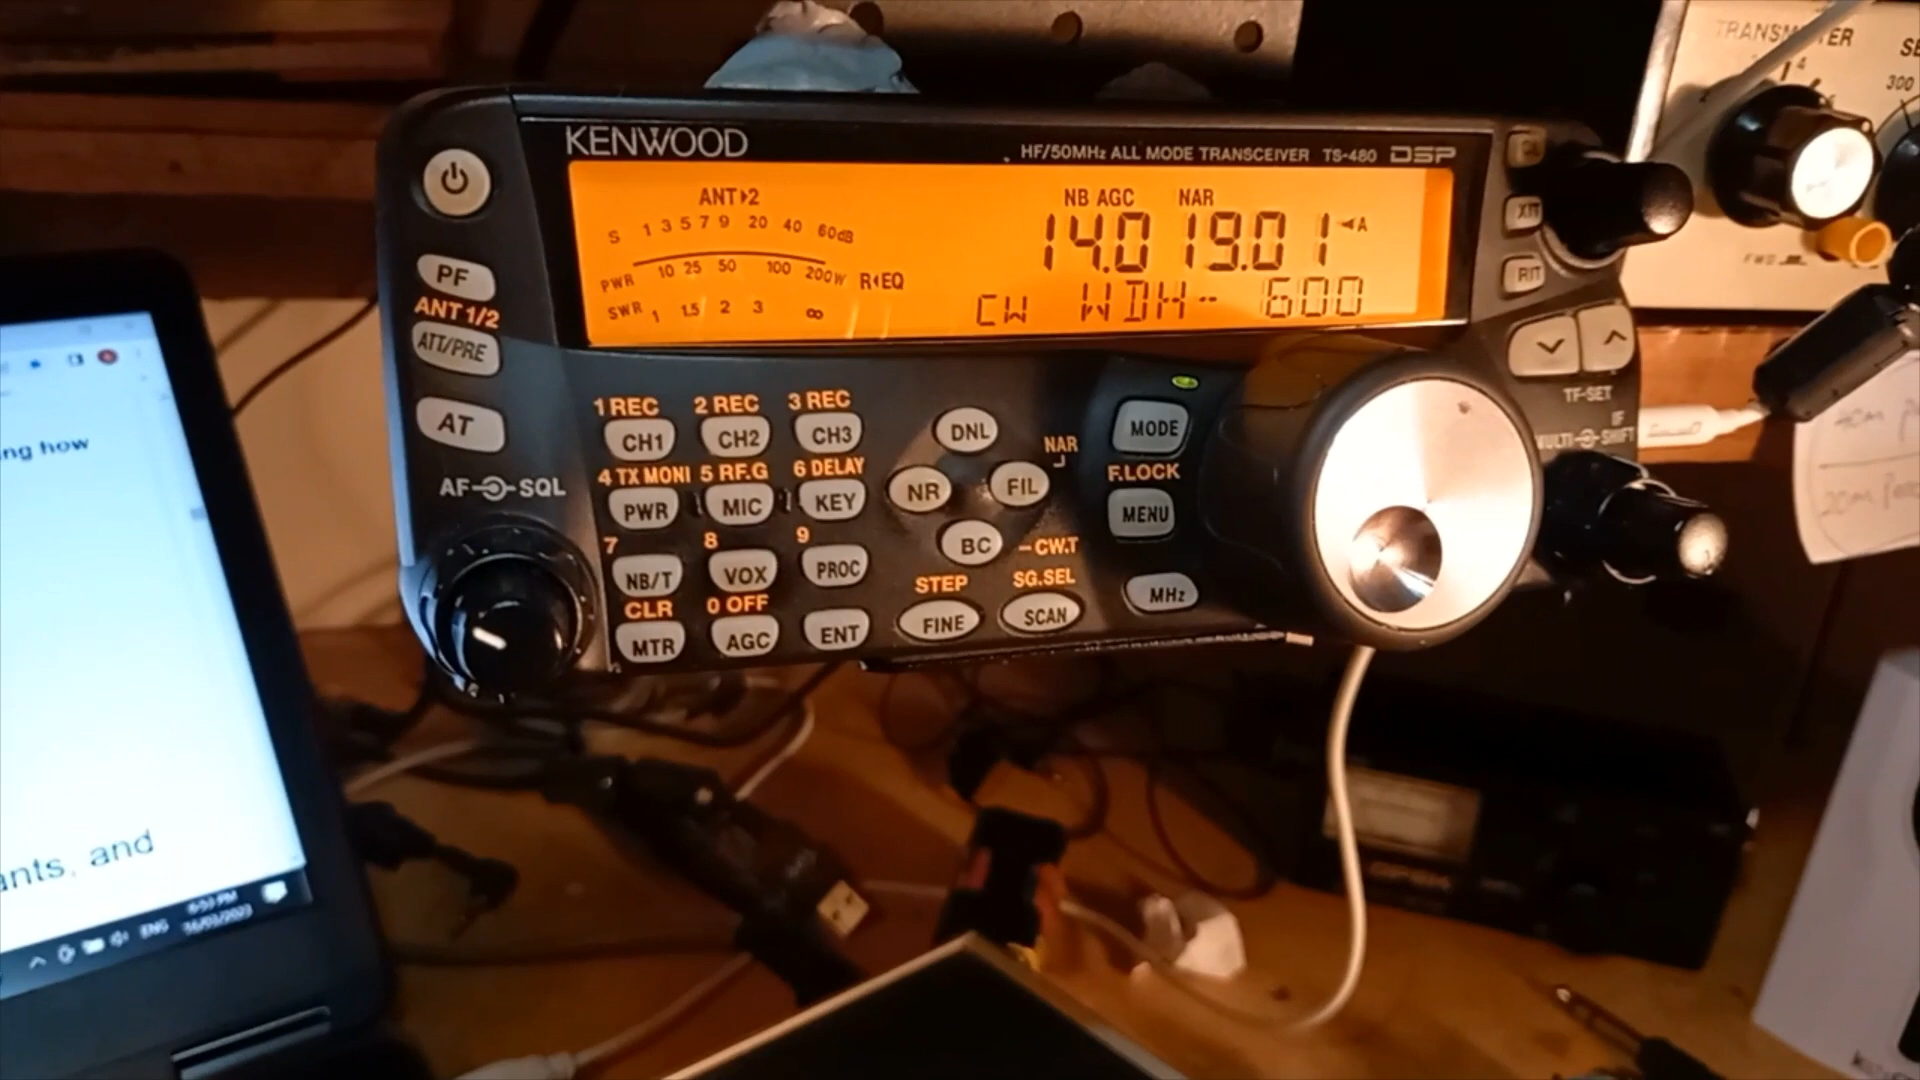 KENWOOD
HF/50MHz ALL MODE TRANSCEIVER TS-480 DSP
ANT▸2
S 1 3 5 7 9 20 40 60dB
PWR 10 25 50 100 200W
SWR 1 1.5 2 3 ∞
R◂EQ
NB AGC NAR
14.019.01 ◂A
CW WDH- 600
PF
ANT 1/2
ATT/PRE
AT
AF SQL
1 REC 2 REC 3 REC
CH1 CH2 CH3
4 TX MONI 5 RF.G 6 DELAY
PWR MIC KEY
7 8 9
NB/T VOX PROC
CLR 0 OFF
MTR AGC ENT
DNL
NAR
NR FIL
BC -CW.T
STEP SG.SEL
FINE SCAN
MODE
F.LOCK
MENU
MHz
XIT
RIT
TF-SET
IF
MULTI SHIFT
TRANSMITTER
300
FWD
ng how
ants, and
ENG